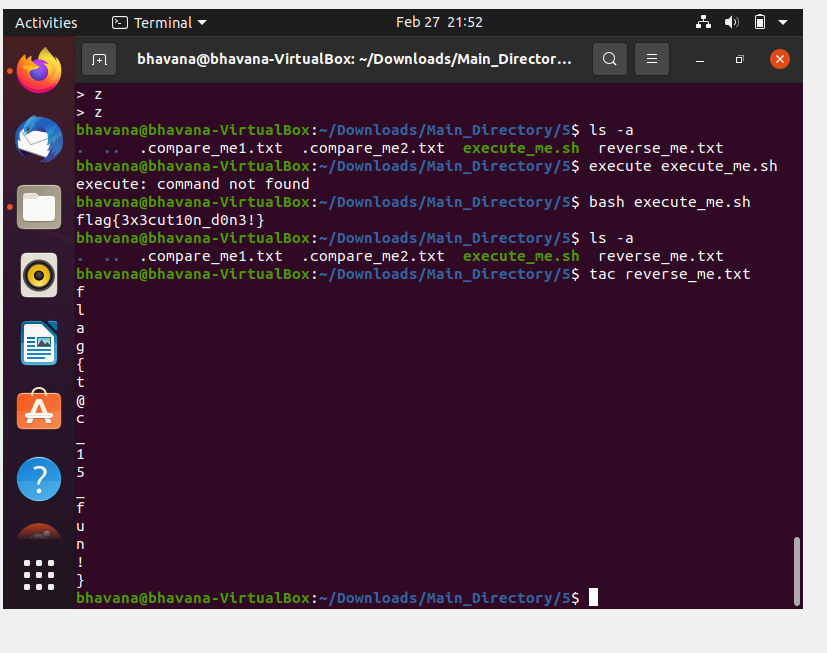 Activities Terminal Feb 27 21:52
bhavana@bhavana-VirtualBox: ~/Downloads/Main_Director...
> z
> z
bhavana@bhavana-VirtualBox:~/Downloads/Main_Directory/5$ ls -a
. .. .compare_me1.txt .compare_me2.txt execute_me.sh reverse_me.txt
bhavana@bhavana-VirtualBox:~/Downloads/Main_Directory/5$ execute execute_me.sh
execute: command not found
bhavana@bhavana-VirtualBox:~/Downloads/Main_Directory/5$ bash execute_me.sh
flag{3x3cut10n_d0n3!}
bhavana@bhavana-VirtualBox:~/Downloads/Main_Directory/5$ ls -a
. .. .compare_me1.txt .compare_me2.txt execute_me.sh reverse_me.txt
bhavana@bhavana-VirtualBox:~/Downloads/Main_Directory/5$ tac reverse_me.txt
f
l
a
g
{
t
@
c
_
1
5
_
f
u
n
!
}
bhavana@bhavana-VirtualBox:~/Downloads/Main_Directory/5$